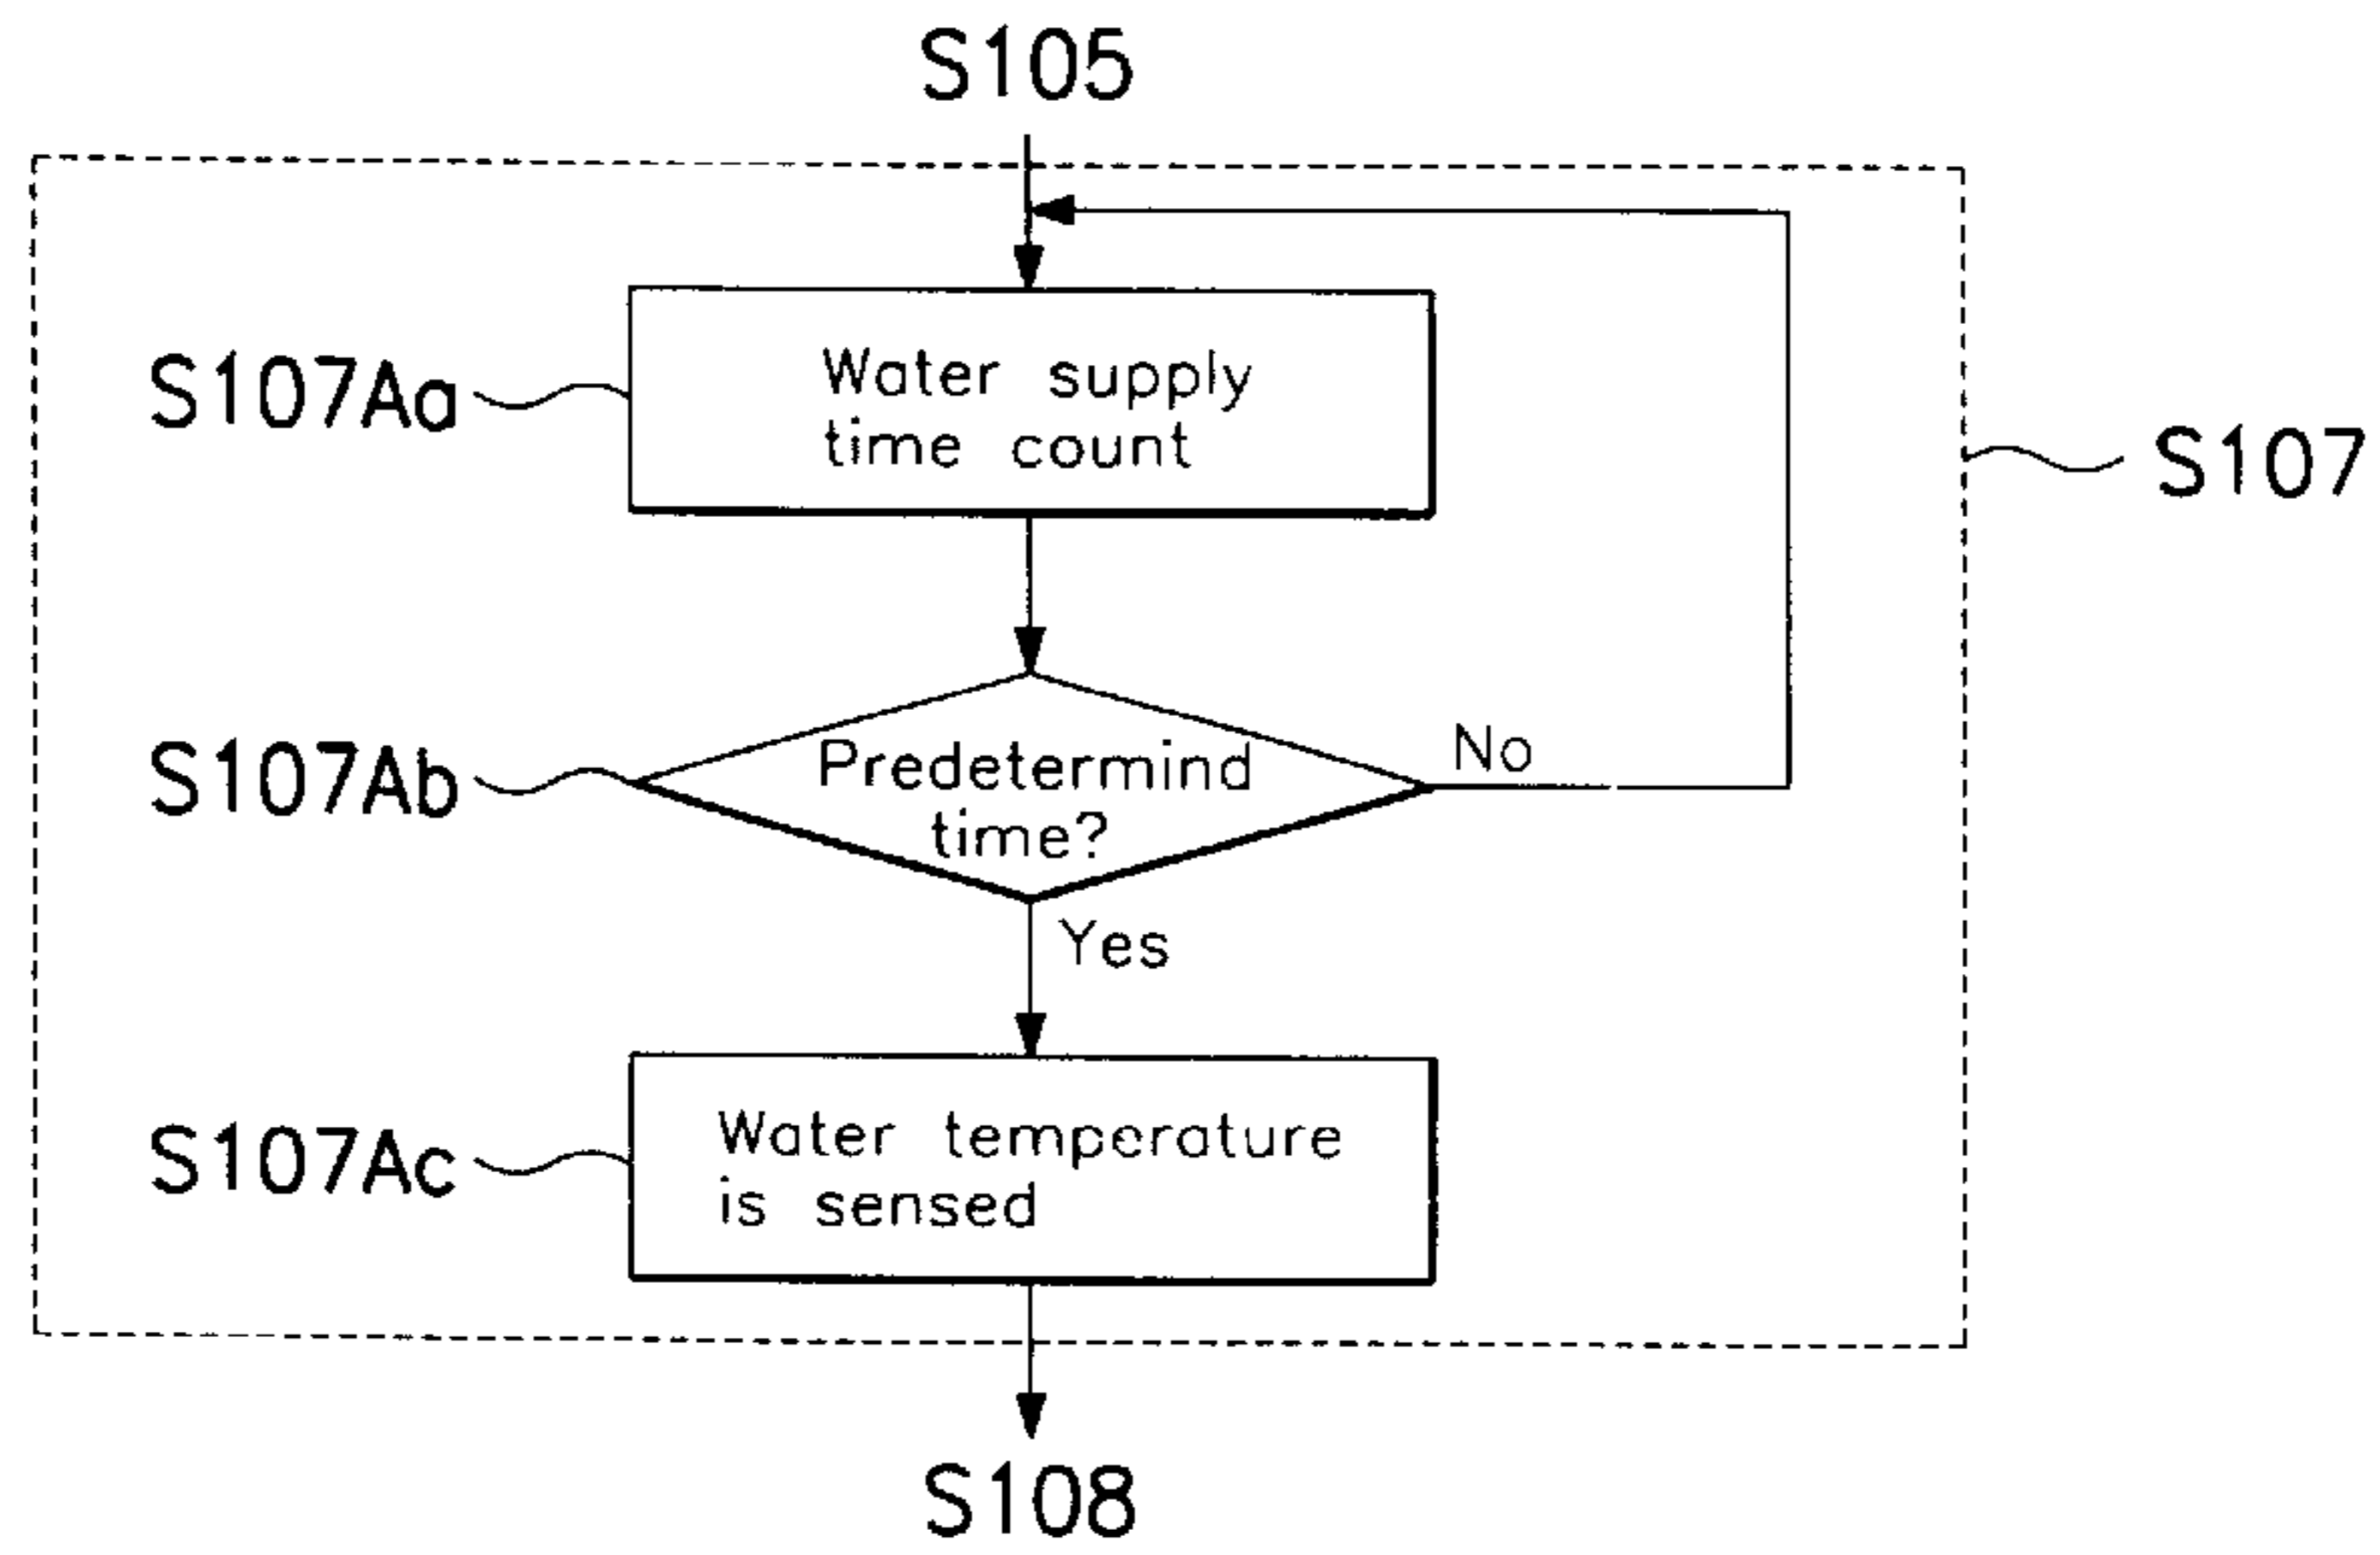 S105
S107Aa
Water supply
time count
S107
S107Ab
Predetermind
time?
No
Yes
S107Ac
Water temperature
is sensed
S108